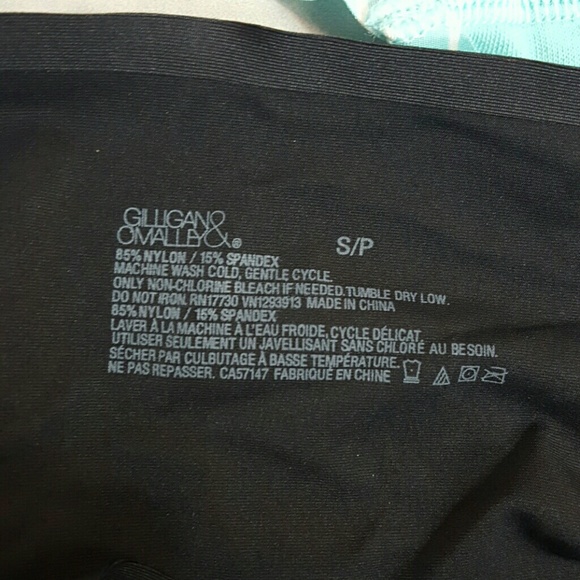 GILLIGAN&
O'MALLEY®
S/P
85% NYLON / 15% SPANDEX
MACHINE WASH COLD, GENTLE CYCLE.
ONLY NON-CHLORINE BLEACH IF NEEDED. TUMBLE DRY LOW.
DO NOT IRON. RN17730 VN1293913 MADE IN CHINA
85% NYLON / 15% SPANDEX
LAVER À LA MACHINE À L'EAU FROIDE, CYCLE DÉLICAT.
UTILISER SEULEMENT UN JAVELLISANT SANS CHLORE AU BESOIN.
SÉCHER PAR CULBUTAGE À BASSE TEMPÉRATURE.
NE PAS REPASSER. CA57147 FABRIQUÉ EN CHINE